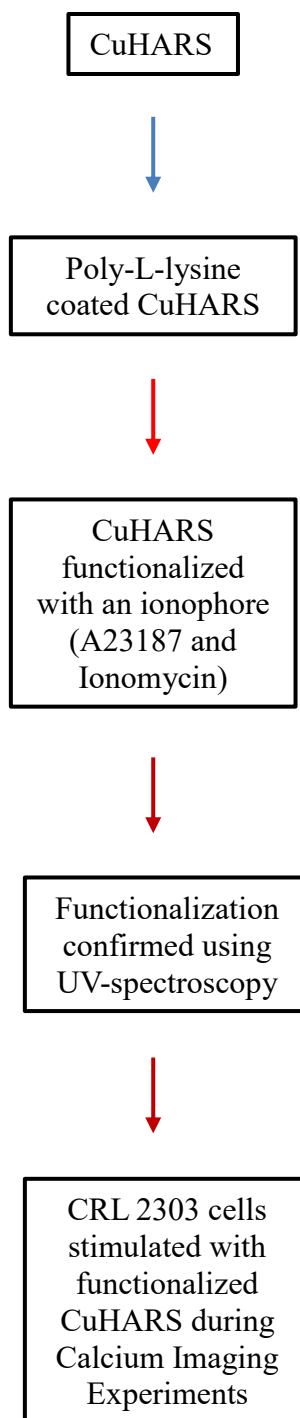 CuHARS
Poly-L-lysine
coated CuHARS
CuHARS
functionalized
with an ionophore
(A23187 and
Ionomycin)
Functionalization
confirmed using
UV-spectroscopy
CRL 2303 cells
stimulated with
functionalized
CuHARS during
Calcium Imaging
Experiments